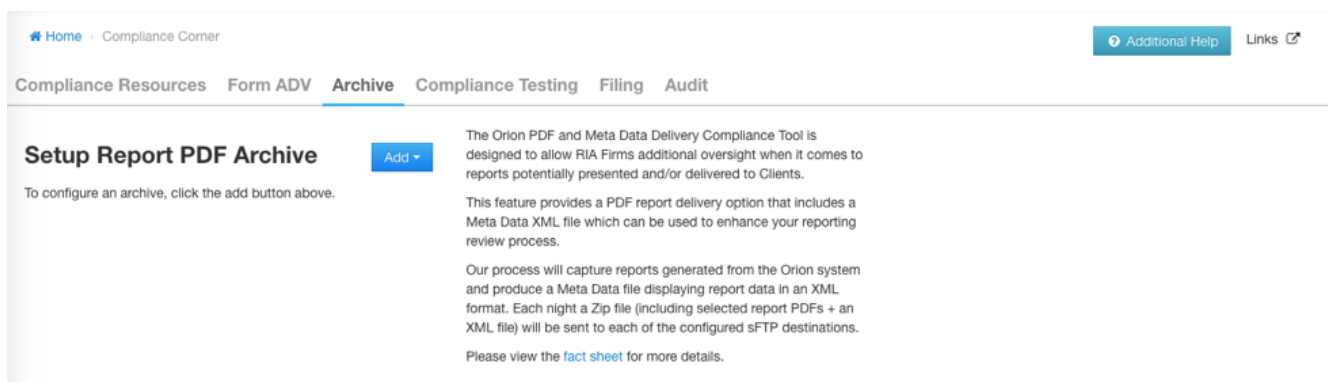 Home › Compliance Corner
Additional Help
Links
Compliance Resources Form ADV Archive Compliance Testing Filing Audit
Setup Report PDF Archive
Add
To configure an archive, click the add button above.
The Orion PDF and Meta Data Delivery Compliance Tool is
designed to allow RIA Firms additional oversight when it comes to
reports potentially presented and/or delivered to Clients.
This feature provides a PDF report delivery option that includes a
Meta Data XML file which can be used to enhance your reporting
review process.
Our process will capture reports generated from the Orion system
and produce a Meta Data file displaying report data in an XML
format. Each night a Zip file (including selected report PDFs + an
XML file) will be sent to each of the configured sFTP destinations.
Please view the fact sheet for more details.